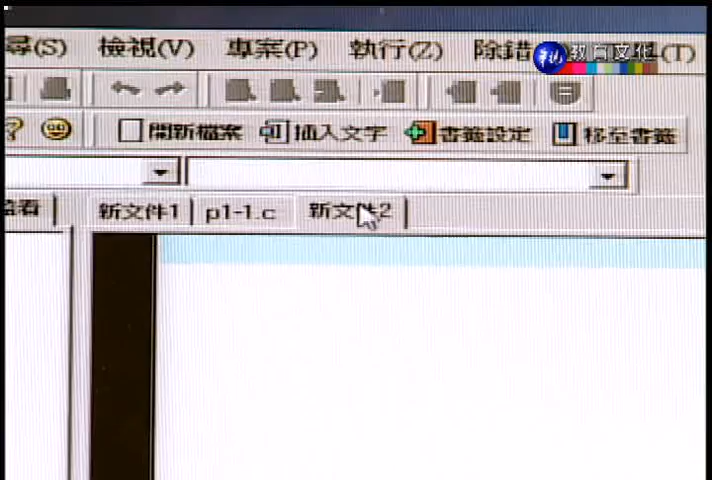 尋(S) 檢視(V) 專案(P) 執行(Z) 除錯 (T)
教育文化
開新檔案 插入文字 書籤設定 移至書籤
看 新文件1 p1-1.c 新文件2